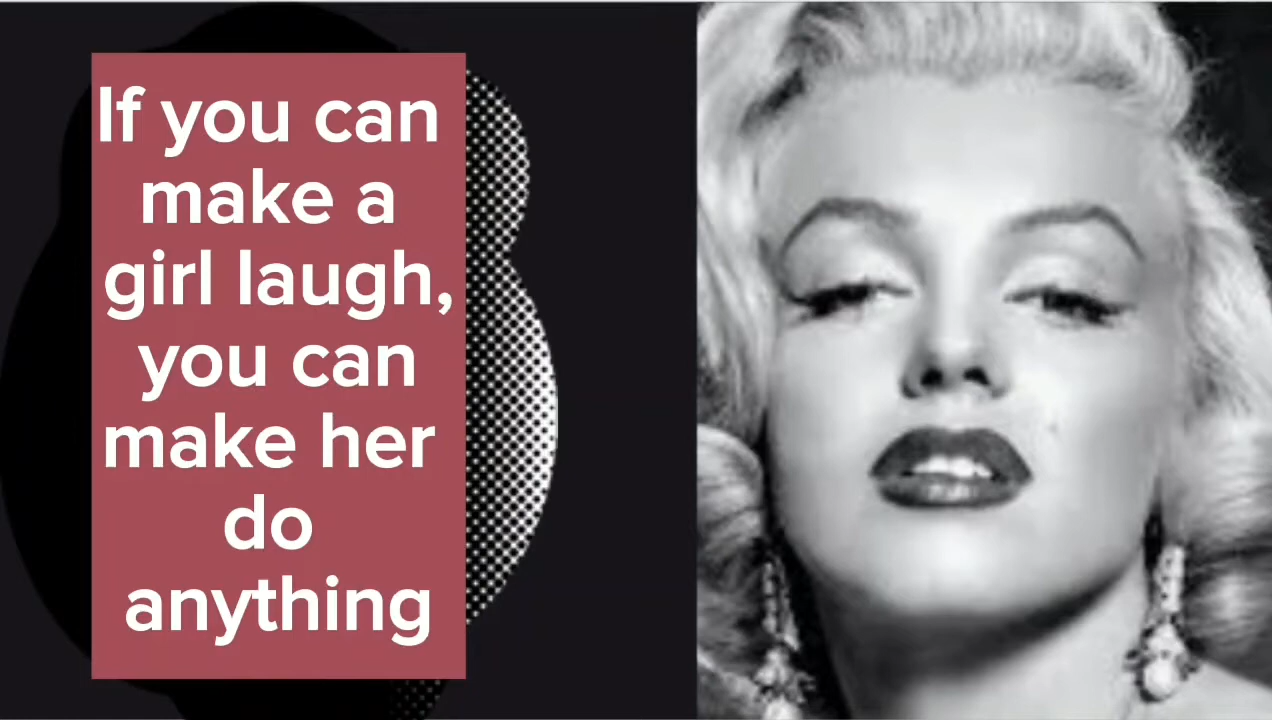 If you can
make a
girl laugh,
you can
make her
do
anything